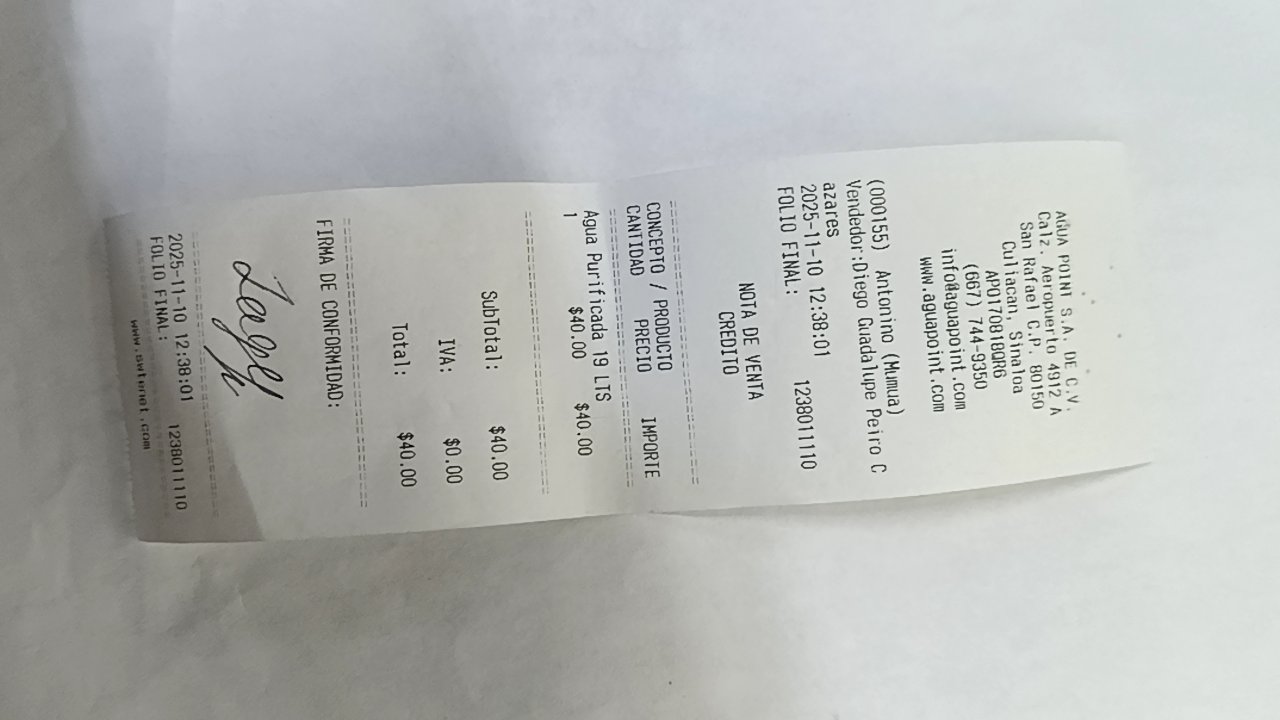 AGUA POINT S.A. DE C.V.
Calz. Aeropuerto 4912 A
San Rafael C.P. 80150
Culiacan, Sinaloa
APO170818QR6
(667) 744-9350
info@aguapoint.com
www.aguapoint.com
(000155) Antonino (Mumua)
Vendedor:Diego Guadalupe Peiro C
azares
2025-11-10 12:38:01
FOLIO FINAL: 1238011110
NOTA DE VENTA
CREDITO
CONCEPTO / PRODUCTO
CANTIDAD PRECIO IMPORTE
Agua Purificada 19 LTS
1 $40.00 $40.00
SubTotal: $40.00
IVA: $0.00
Total: $40.00
FIRMA DE CONFORMIDAD:
2025-11-10 12:38:01
FOLIO FINAL: 1238011110